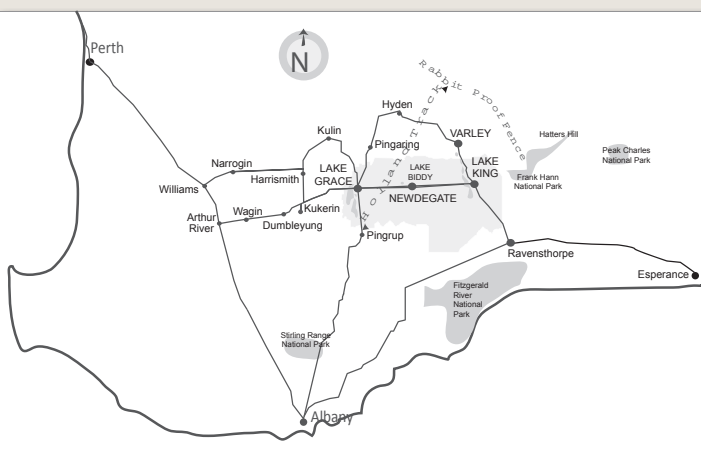 Perth
N
Rabbit Proof Fence
Holland Track
Hyden
Kulin
VARLEY
Hatters Hill
Pingaring
Peak Charles
National Park
Narrogin
LAKE
GRACE
LAKE
BIDDY
LAKE
KING
Harrismith
Frank Hann
National Park
Williams
NEWDEGATE
Arthur
River
Wagin
Kukerin
Dumbleyung
Pingrup
Ravensthorpe
Esperance
Fitzgerald
River
National
Park
Stirling Range
National Park
Albany